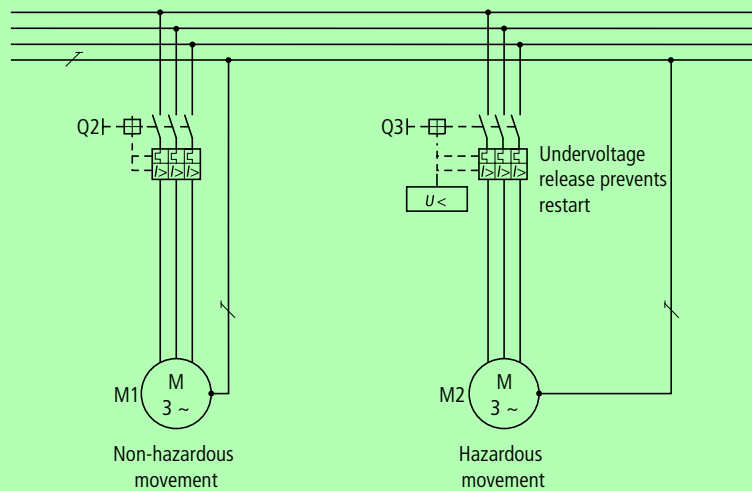 Q2
I> I> I>
Q3
I> I> I>
U <
Undervoltage
release prevents
restart
M1
M
3 ~
M2
M
3 ~
Non-hazardous
movement
Hazardous
movement